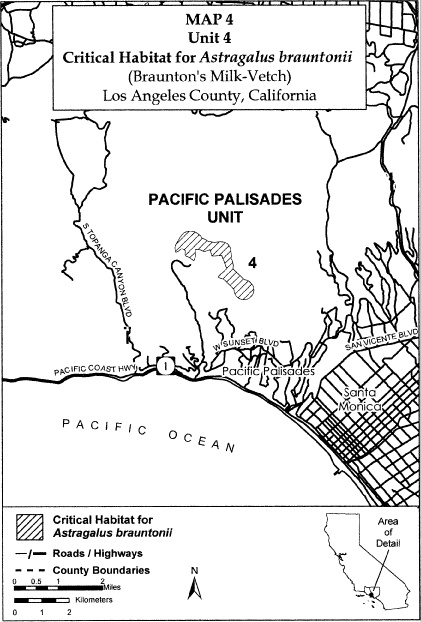 MAP 4
Unit 4
Critical Habitat for Astragalus brauntonii
(Braunton's Milk-Vetch)
Los Angeles County, California
PACIFIC PALISADES
UNIT
4
S TOPANGA CANYON BLVD
W SUNSET BLVD
SAN VICENTE BLVD
PACIFIC COAST HWY
1
Pacific Palisades
Santa
Monica
PACIFIC OCEAN
Critical Habitat for
Astragalus brauntonii
Roads / Highways
County Boundaries
0 0.5 1 2
Miles
Kilometers
0 1 2
N
Area
of
Detail